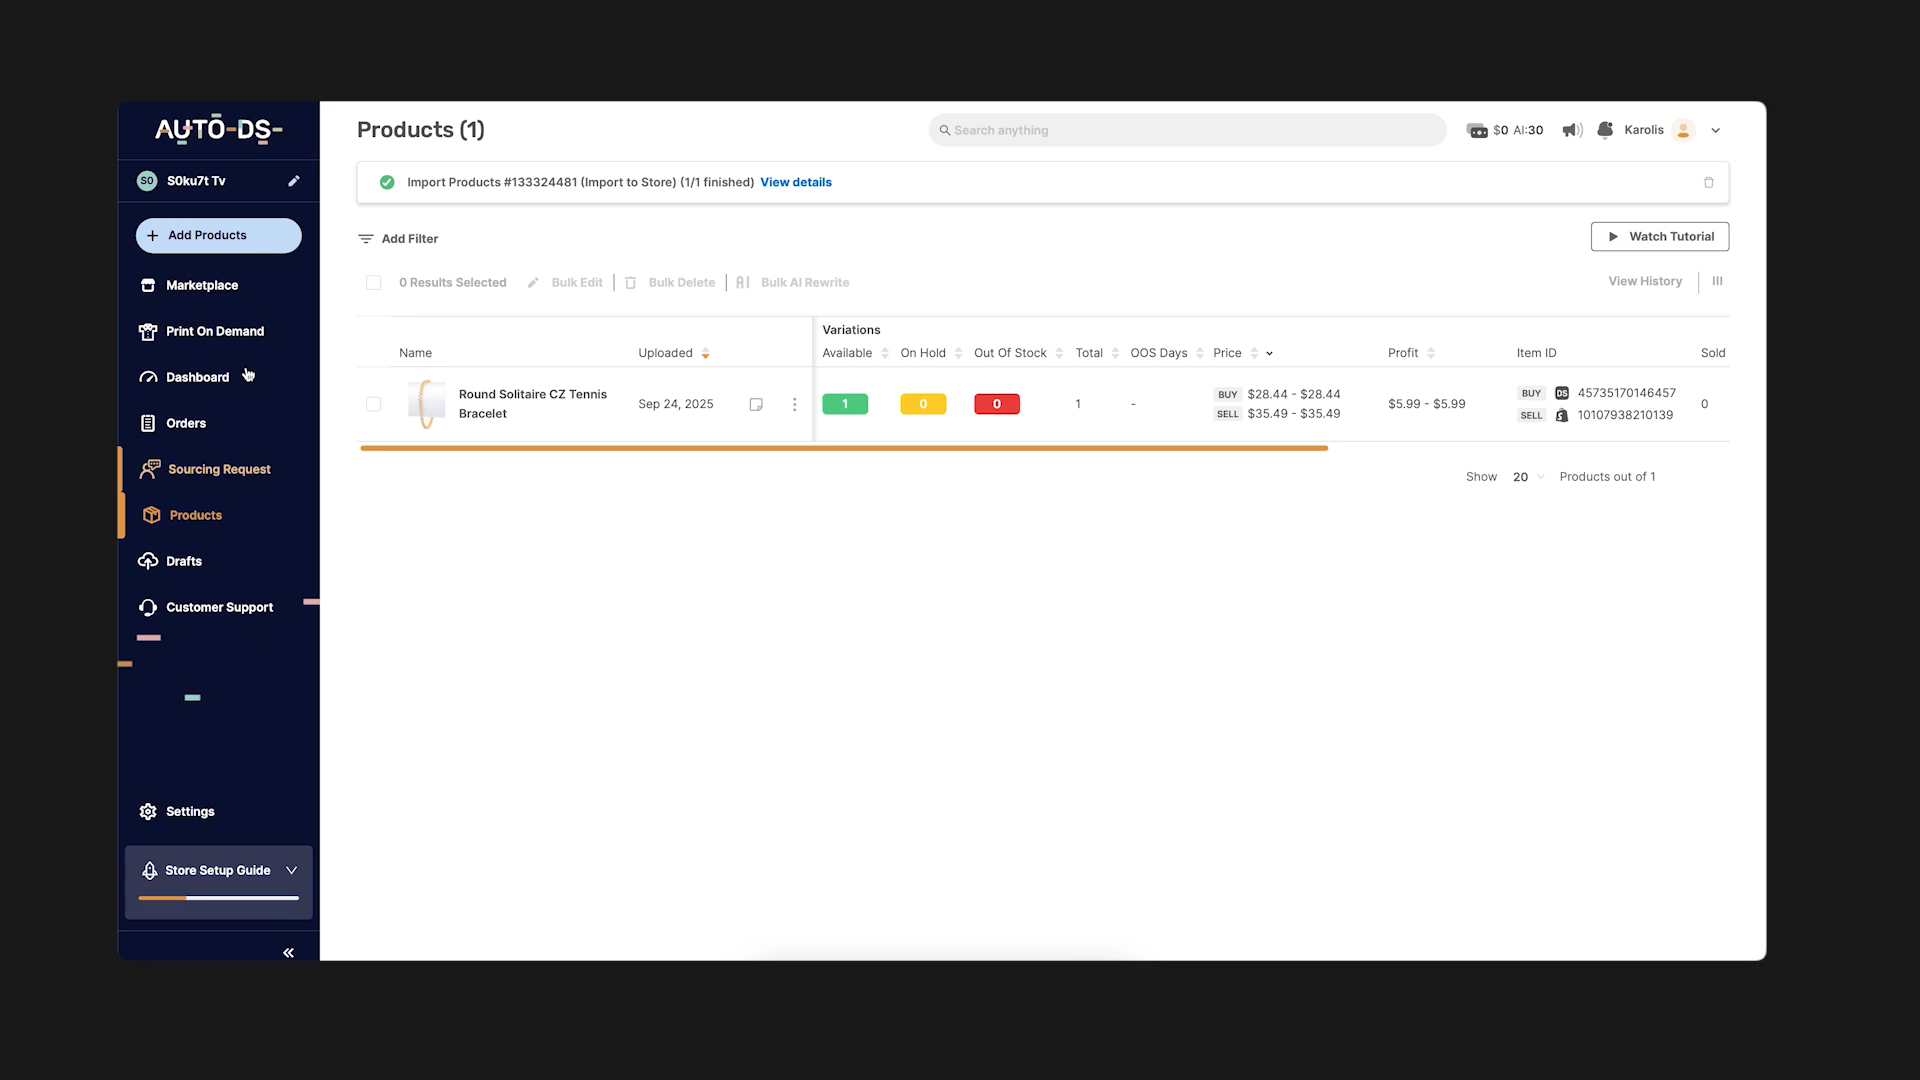 AUTO-DS-
Products (1)
Search anything
$0 AI:30
Karolis
SO
S0ku7t Tv
Import Products #133324481 (Import to Store) (1/1 finished) View details
Add Products
Add Filter
Watch Tutorial
Marketplace
0 Results Selected
Bulk Edit
Bulk Delete
AI
Bulk AI Rewrite
View History
Print On Demand
Variations
Name
Uploaded
Available
On Hold
Out Of Stock
Total
OOS Days
Price
Profit
Item ID
Sold
Dashboard
Round Solitaire CZ Tennis
Bracelet
Sep 24, 2025
1
0
0
1
-
BUY $28.44 - $28.44
SELL $35.49 - $35.49
$5.99 - $5.99
BUY DS 45735170146457
SELL 10107938210139
0
Orders
Sourcing Request
Show 20 Products out of 1
Products
Drafts
Customer Support
Settings
Store Setup Guide